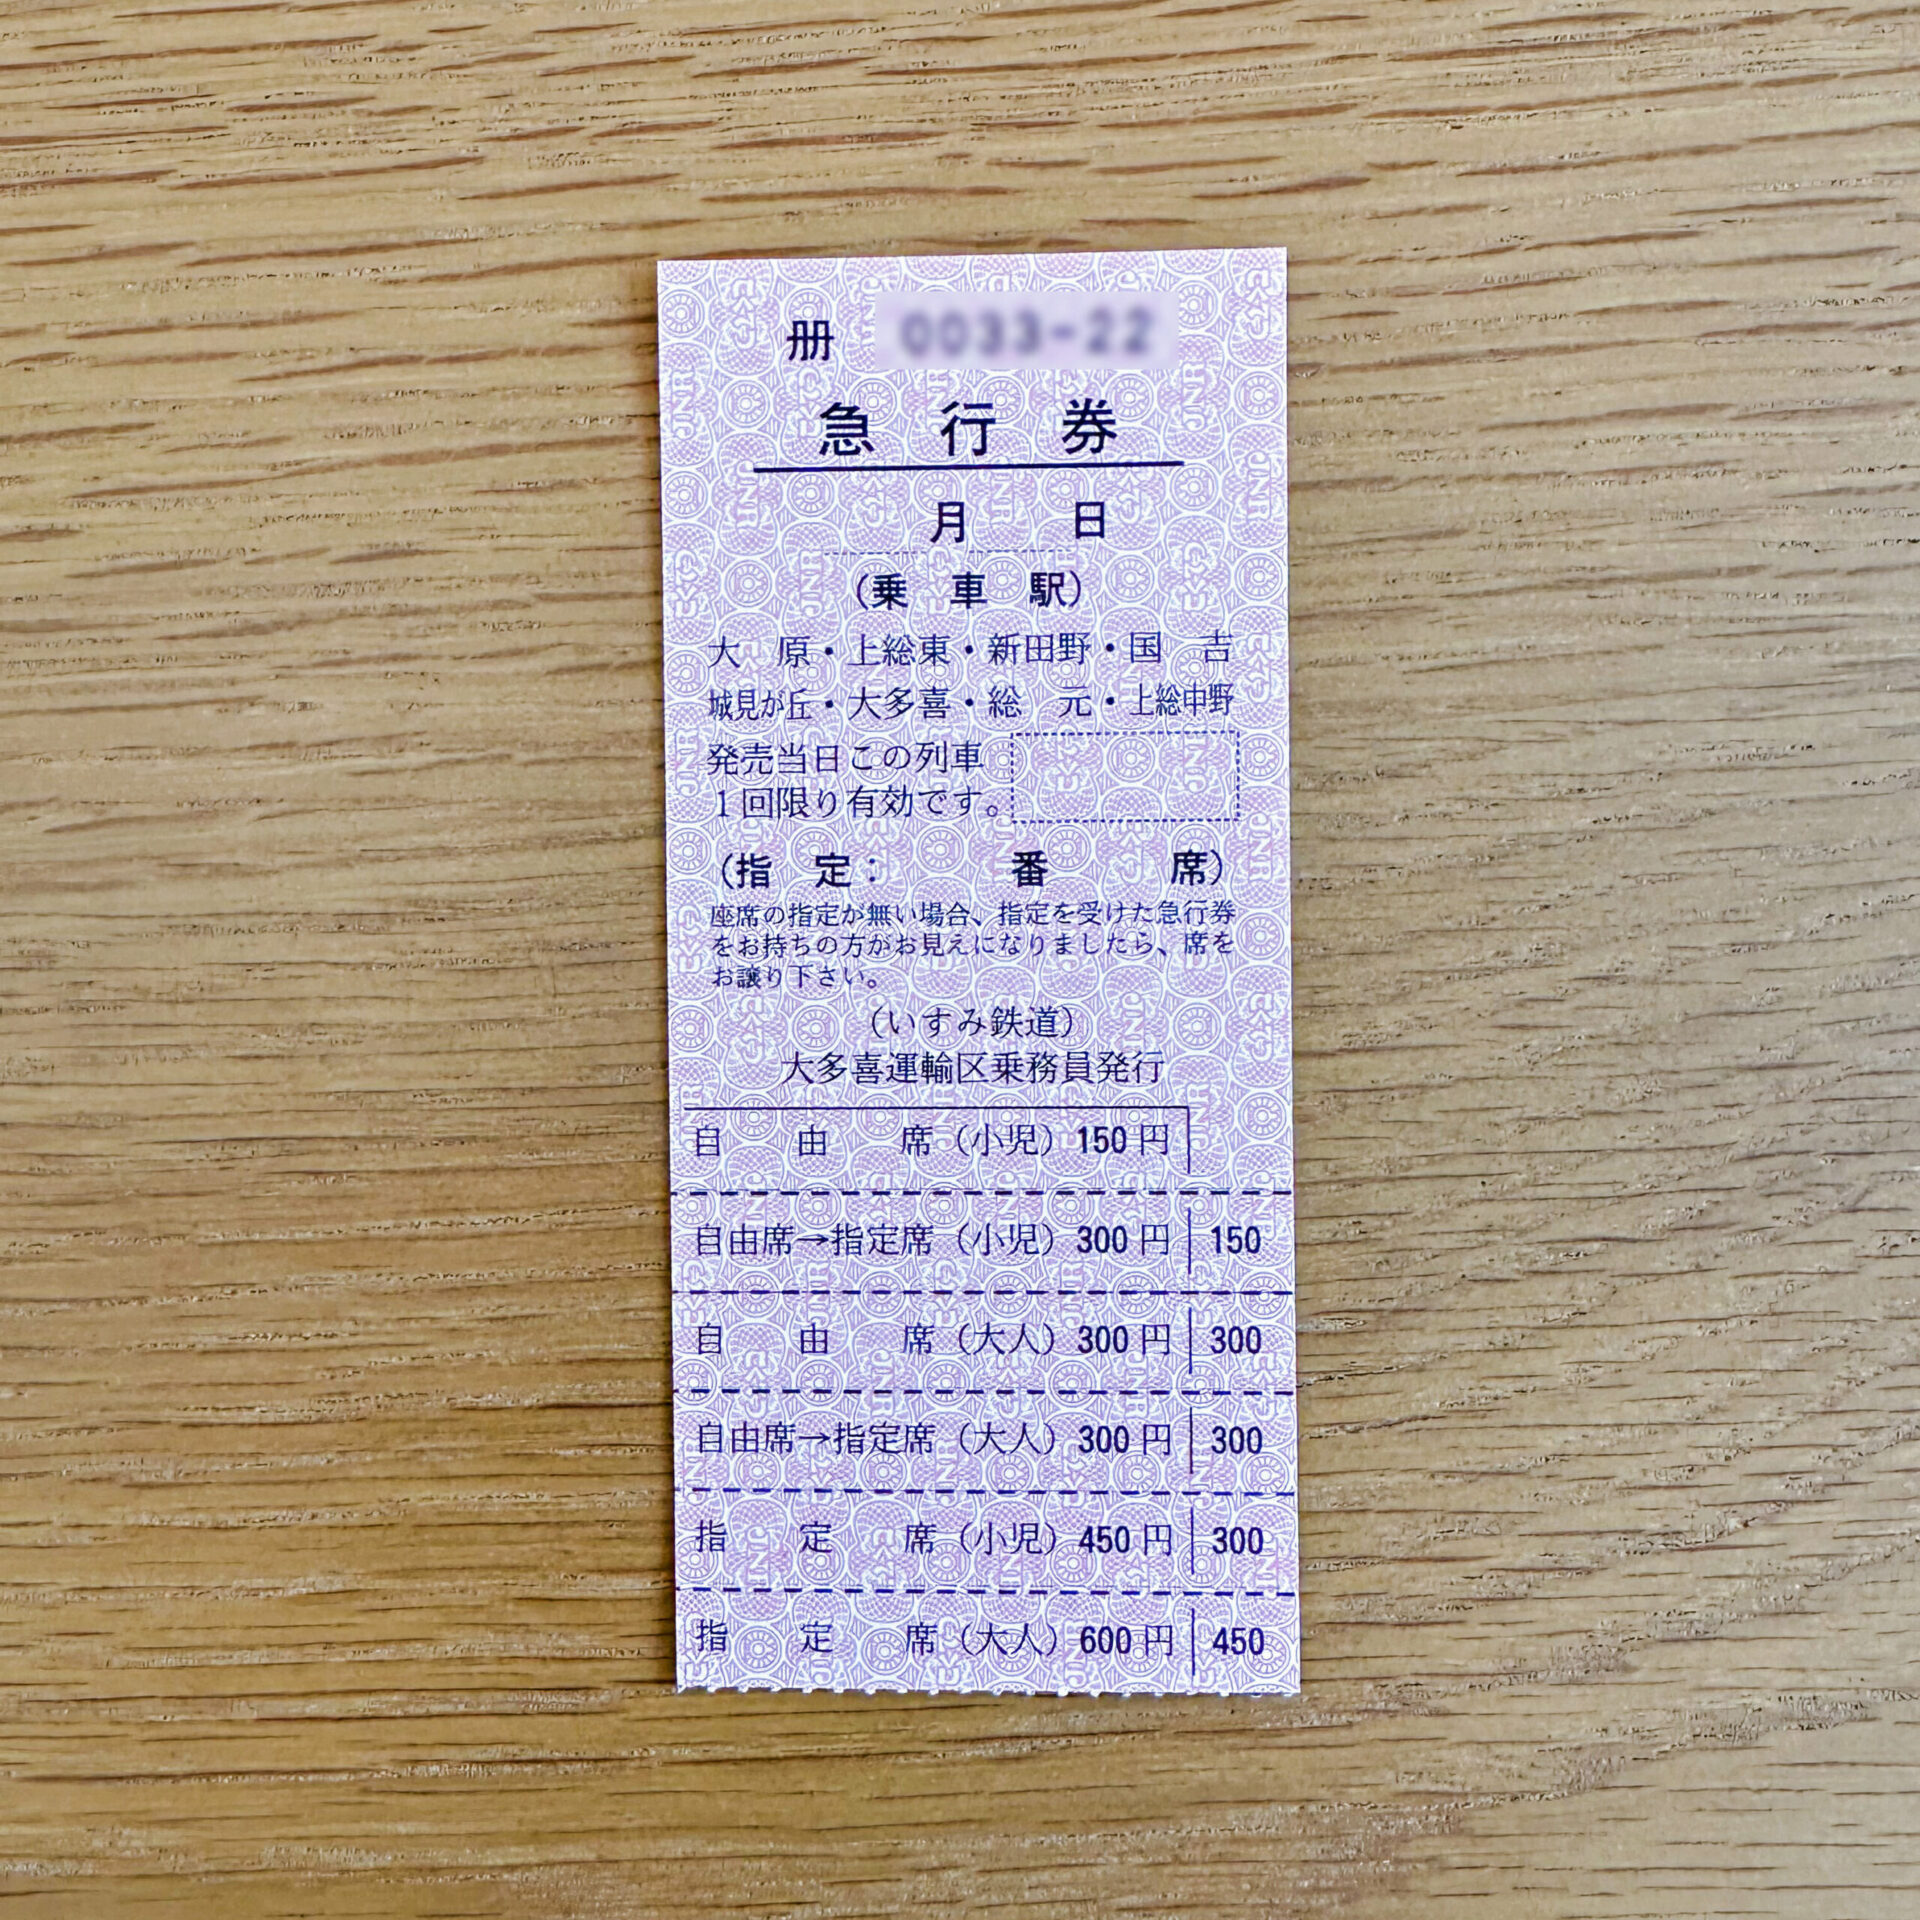 册 0033-22
急行券
月 日
(乗車駅)
大原・上総東・新田野・国吉
城見が丘・大多喜・総元・上総中野
発売当日この列車
1回限り有効です。
(指定: 番 席)
座席の指定が無い場合、指定を受けた急行券
をお持ちの方がお見えになりましたら、席を
お譲り下さい。
(いすみ鉄道)
大多喜運輸区乗務員発行
自由席(小児)150円
自由席→指定席(小児)300円 150
自由席(大人)300円 300
自由席→指定席(大人)300円 300
指定席(小児)450円 300
指定席(大人)600円 450